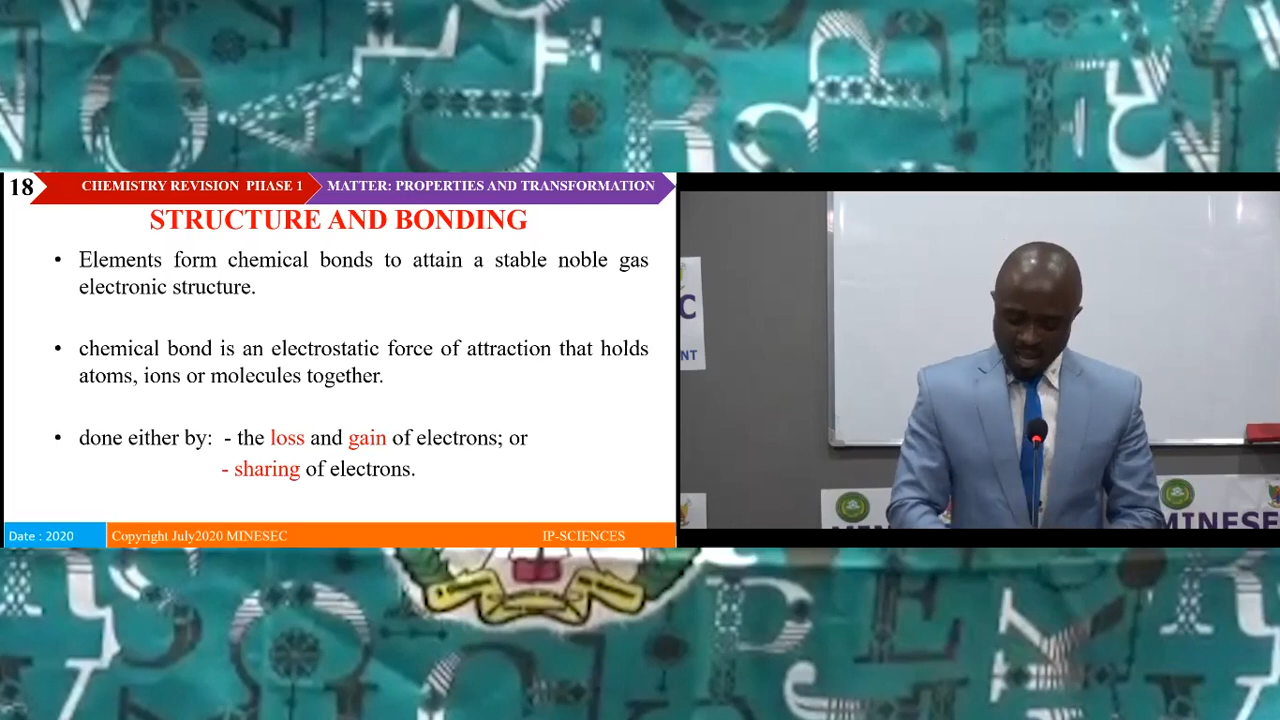 18
CHEMISTRY REVISION PHASE 1
MATTER: PROPERTIES AND TRANSFORMATION
STRUCTURE AND BONDING
• Elements form chemical bonds to attain a stable noble gas
electronic structure.
• chemical bond is an electrostatic force of attraction that holds
atoms, ions or molecules together.
• done either by: - the loss and gain of electrons; or
- sharing of electrons.
Date : 2020
Copyright July2020 MINESEC
IP-SCIENCES
C
NT
MINESE